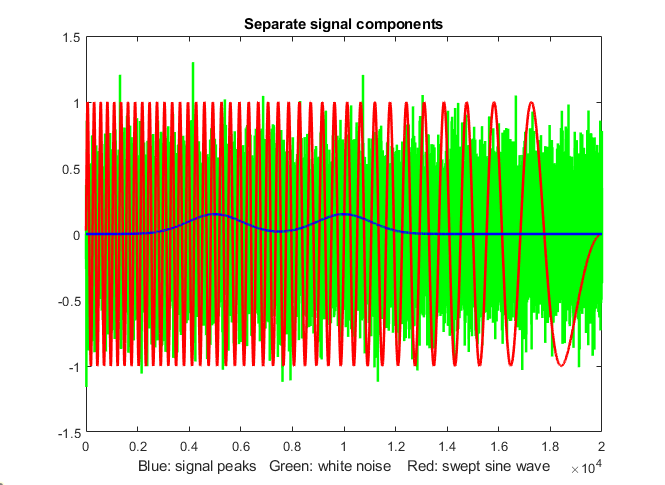 Separate signal components
1.5
1
0.5
0
-0.5
-1
-1.5
0 0.2 0.4 0.6 0.8 1 1.2 1.4 1.6 1.8 2
×10⁴
Blue: signal peaks Green: white noise Red: swept sine wave